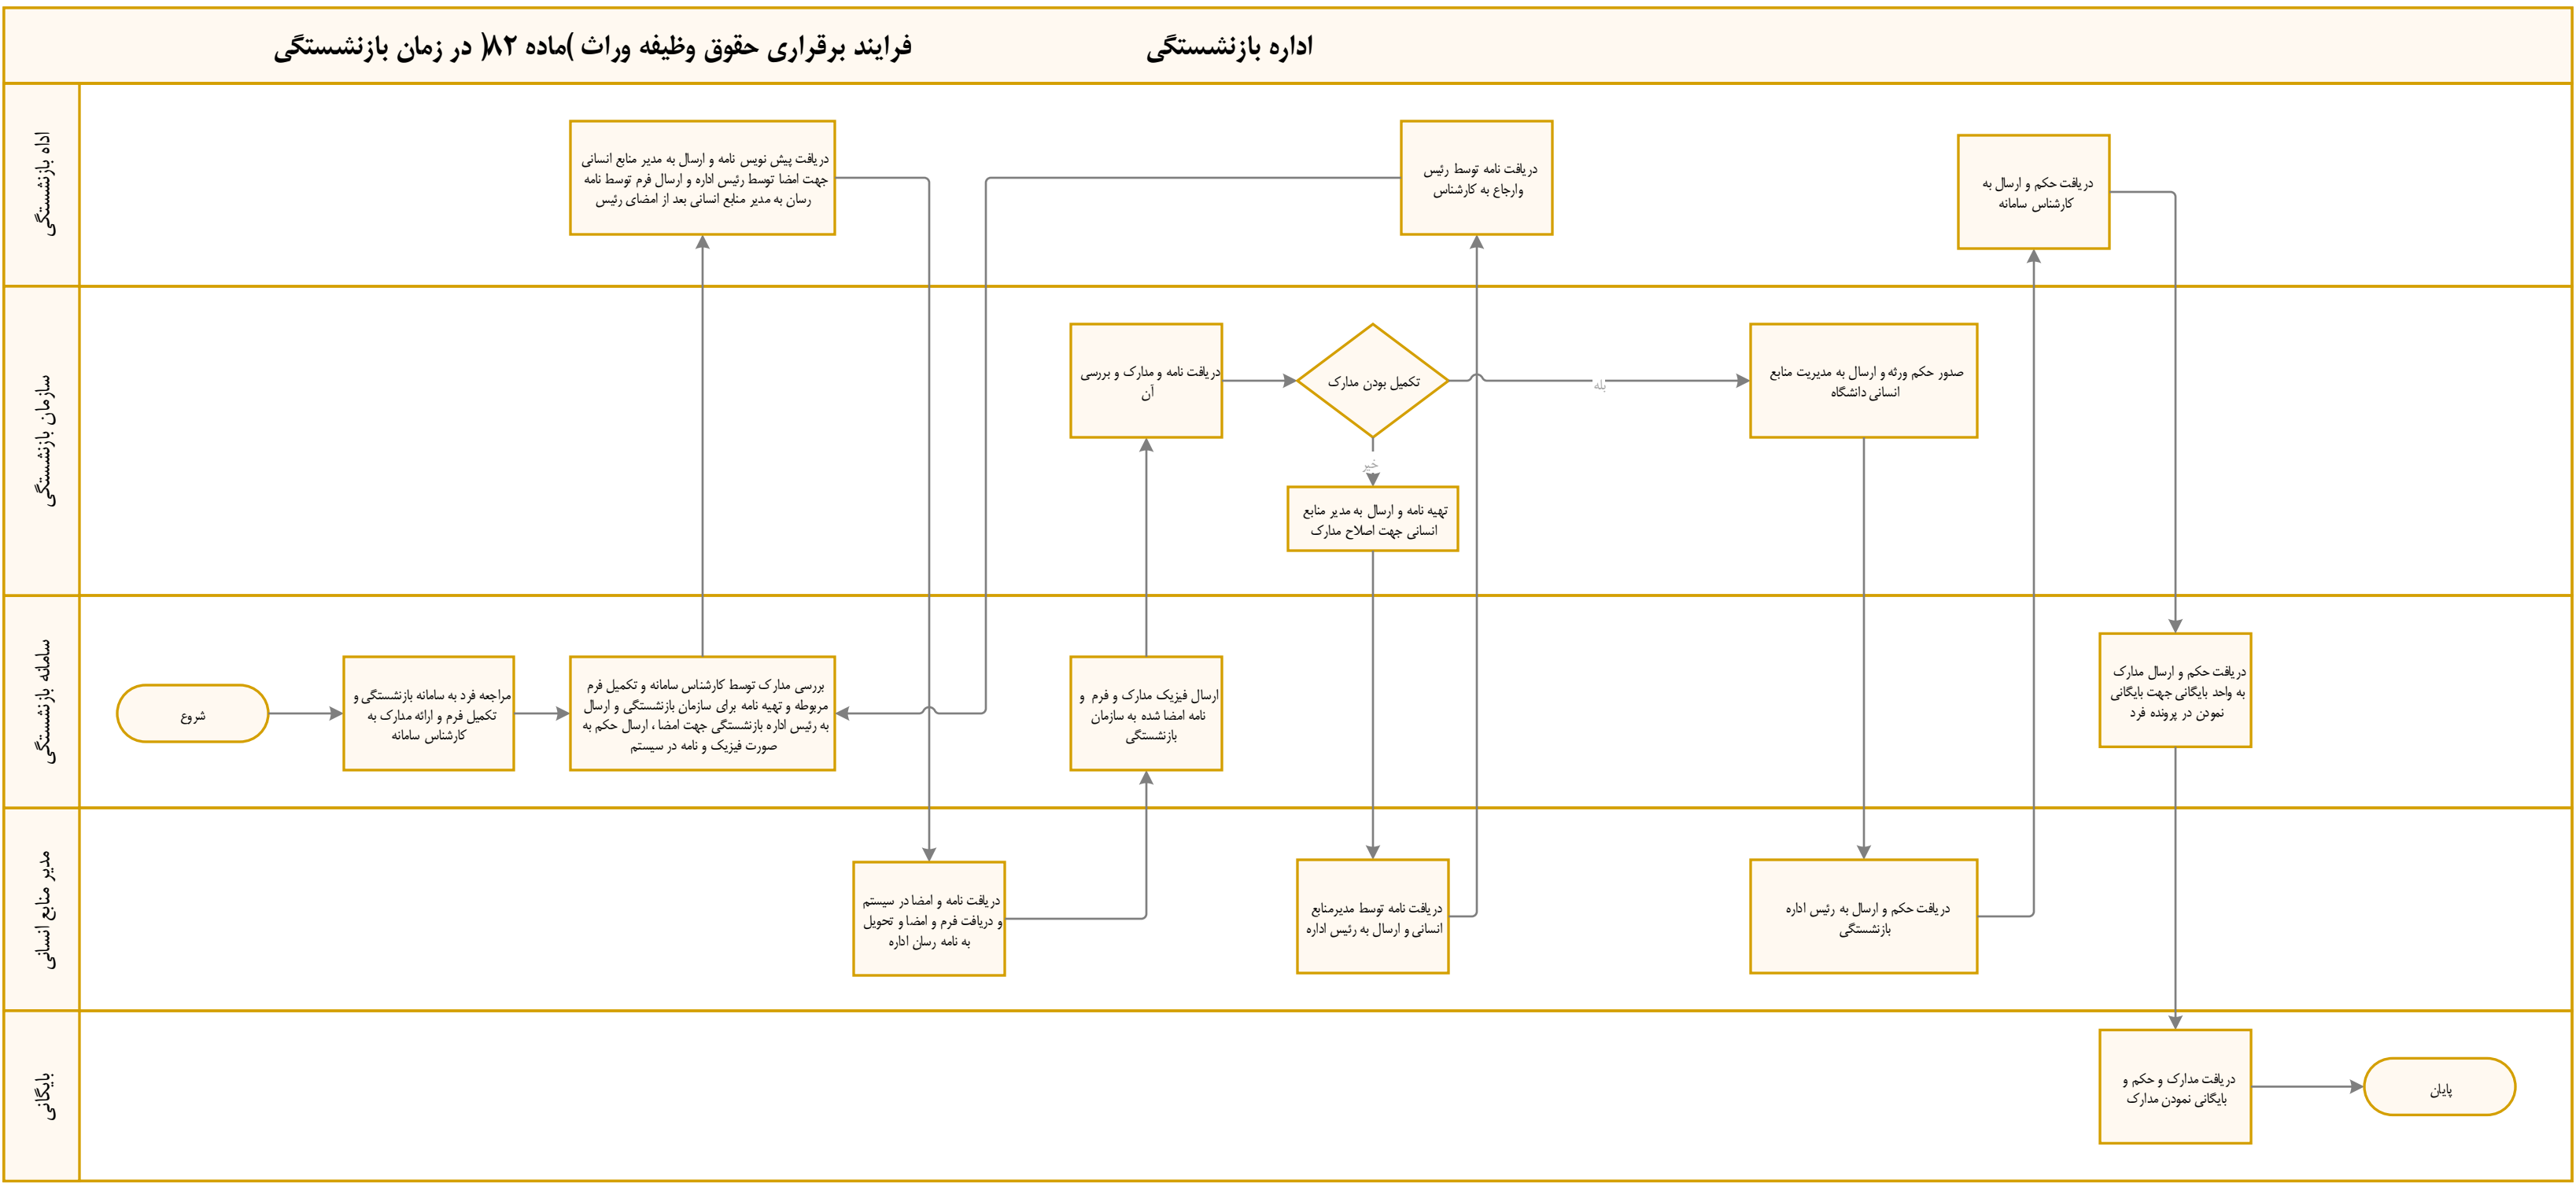 اداره بازنشستگی
فرایند برقراری حقوق وظیفه وراث )ماده ۸۲( در زمان بازنشستگی
اداه بازنشستگی
دریافت پیش نویس نامه و ارسال به مدیر منابع انسانی
جهت امضا توسط رئیس اداره و ارسال فرم توسط نامه
رسان به مدیر منابع انسانی بعد از امضای رئیس
دریافت نامه توسط رئیس
وارجاع به کارشناس
دریافت حکم و ارسال به
کارشناس سامانه
سازمان بازنشستگی
دریافت نامه و مدارک و بررسی
آن
تکمیل بودن مدارک
بله
خیر
صدور حکم ورثه و ارسال به مدیریت منابع
انسانی دانشگاه
تهیه نامه و ارسال به مدیر منابع
انسانی جهت اصلاح مدارک
سامانه بازنشستگی
شروع
مراجعه فرد به سامانه بازنشستگی و
تکمیل فرم و ارائه مدارک به
کارشناس سامانه
بررسی مدارک توسط کارشناس سامانه و تکمیل فرم
مربوطه و تهیه نامه برای سازمان بازنشستگی و ارسال
به رئیس اداره بازنشستگی جهت امضا ، ارسال حکم به
صورت فیزیک و نامه در سیستم
ارسال فیزیک مدارک و فرم و
نامه امضا شده به سازمان
بازنشستگی
دریافت حکم و ارسال مدارک
به واحد بایگانی جهت بایگانی
نمودن در پرونده فرد
مدیر منابع انسانی
دریافت نامه و امضا در سیستم
و دریافت فرم و امضا و تحویل
به نامه رسان اداره
دریافت نامه توسط مدیرمنابع
انسانی و ارسال به رئیس اداره
دریافت حکم و ارسال به رئیس اداره
بازنشستگی
بایگانی
دریافت مدارک و حکم و
بایگانی نمودن مدارک
پایان